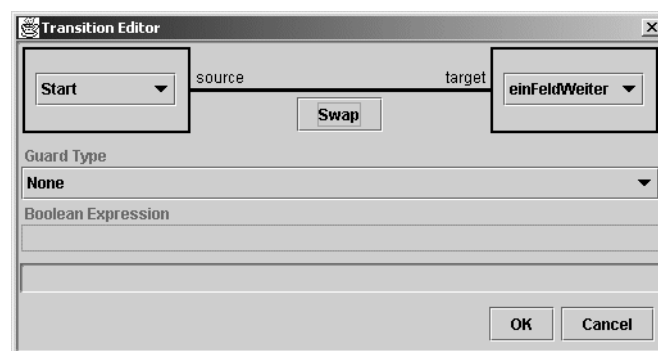 Transition Editor
source target
Start einFeldWeiter
Swap
Guard Type
None
Boolean Expression
OK Cancel